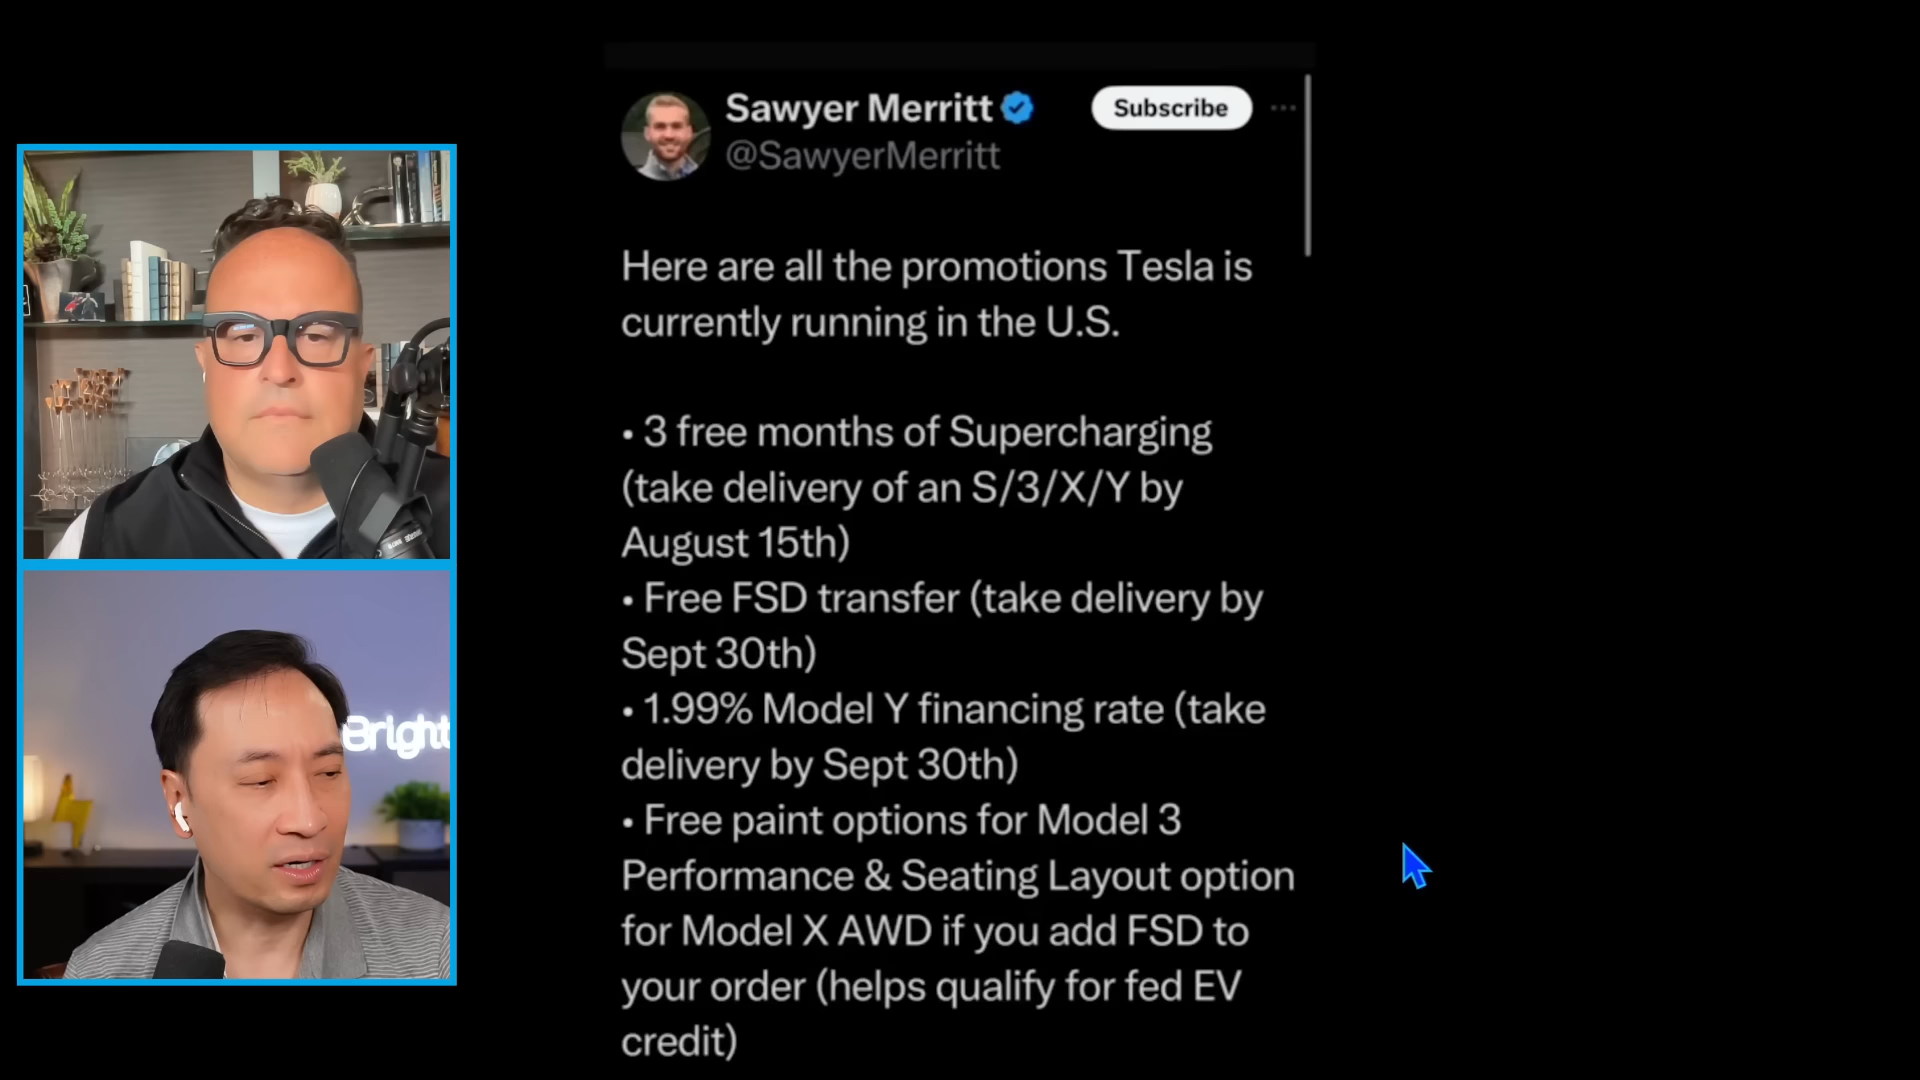 Sawyer Merritt
Subscribe
@SawyerMerritt
Here are all the promotions Tesla is
currently running in the U.S.
• 3 free months of Supercharging
(take delivery of an S/3/X/Y by
August 15th)
• Free FSD transfer (take delivery by
Sept 30th)
• 1.99% Model Y financing rate (take
delivery by Sept 30th)
• Free paint options for Model 3
Performance & Seating Layout option
for Model X AWD if you add FSD to
your order (helps qualify for fed EV
credit)
Bright